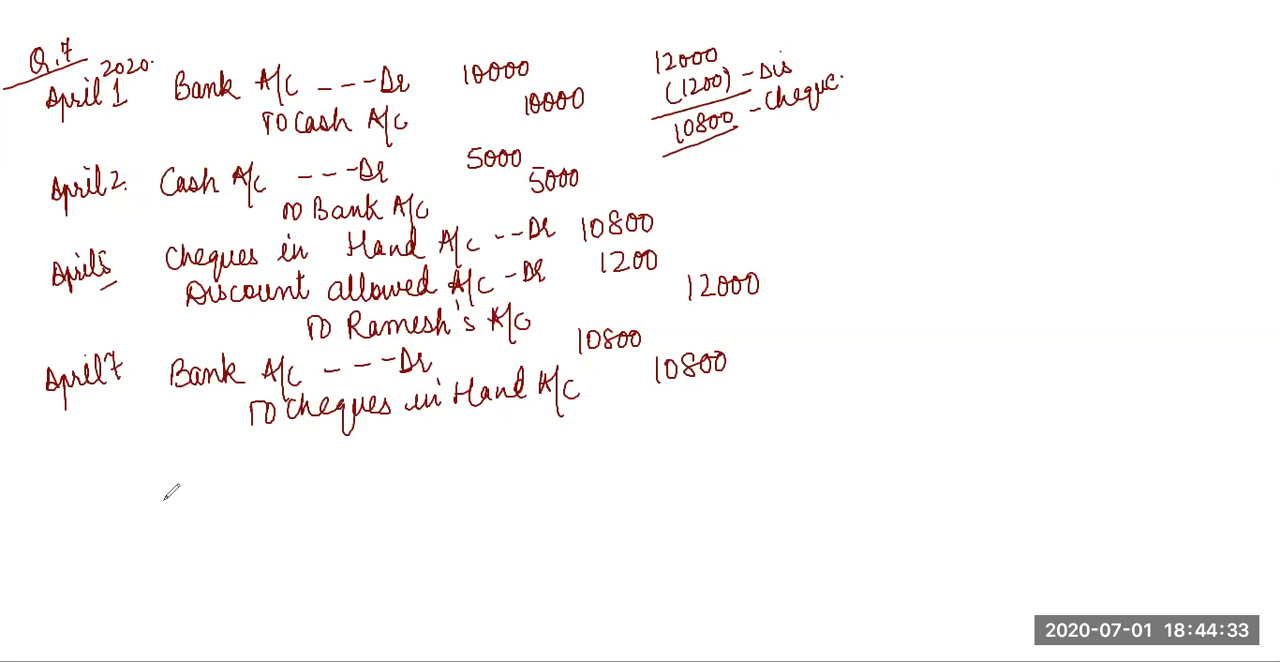 Q.7
2020.
April 1 Bank A/C - - - Dr 10000
To Cash A/C 10000
12000
(1200) - Dis
10800 - Cheque.
April 2. Cash A/C - - - Dr 5000
To Bank A/C 5000
April 5 Cheques in Hand A/C - - Dr 10800
Discount allowed A/C - Dr 1200
To Ramesh's A/C 12000
April 7 Bank A/C - - - Dr 10800
To Cheques in Hand A/C 10800
2020-07-01 18:44:33